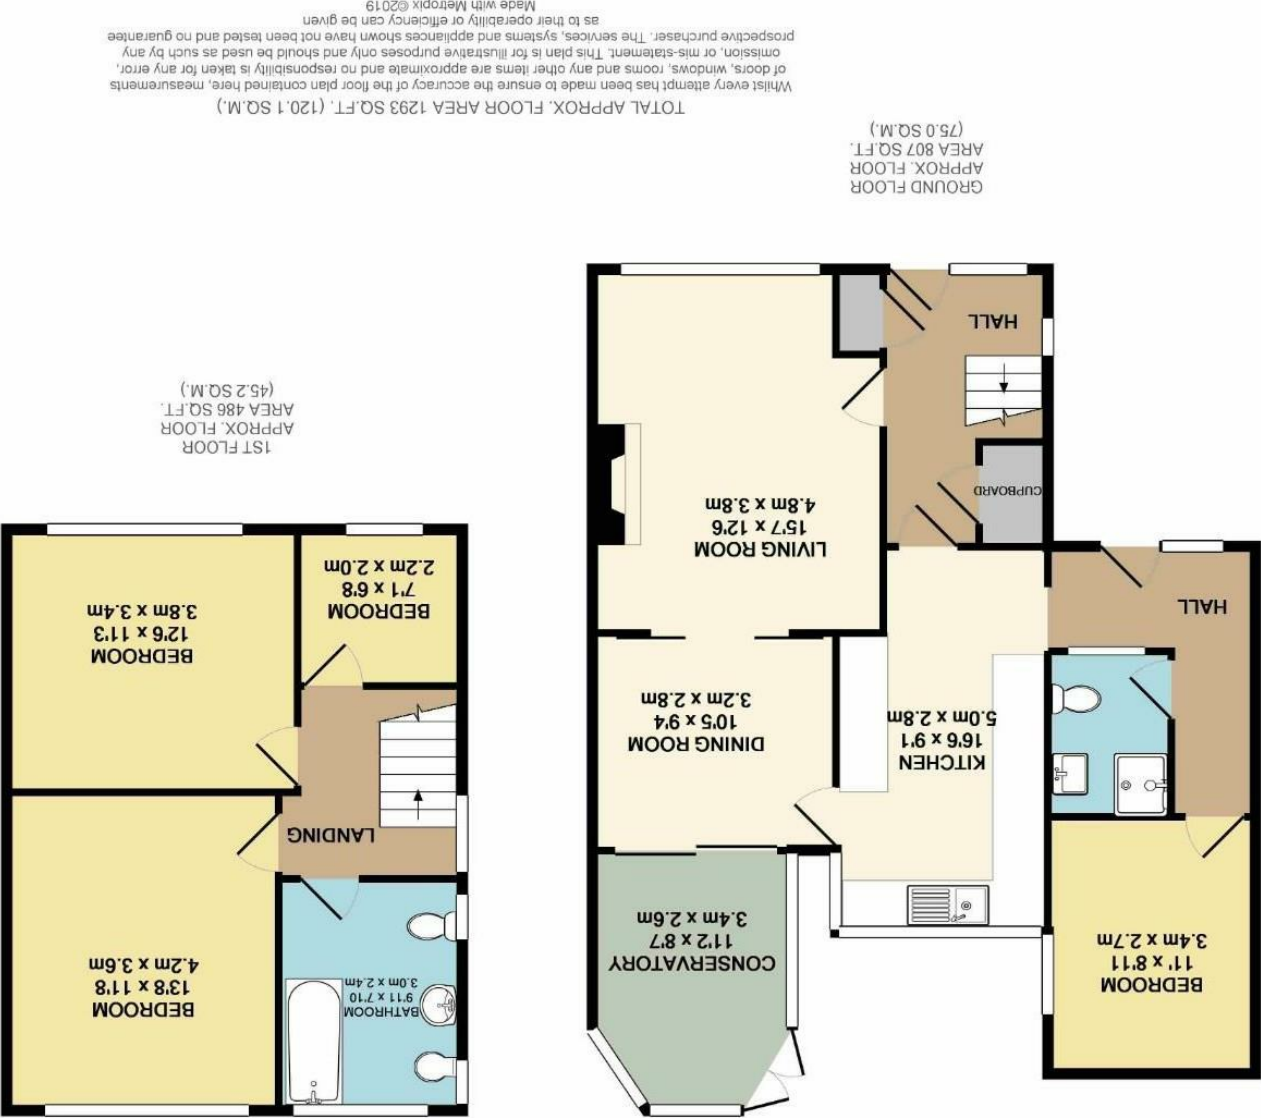 BEDROOM
11' x 8'11
3.4m x 2.7m
CONSERVATORY
11'2 x 8'7
3.4m x 2.6m
KITCHEN
16'6 x 9'1
5.0m x 2.8m
DINING ROOM
10'5 x 9'4
3.2m x 2.8m
HALL
LIVING ROOM
15'7 x 12'6
4.8m x 3.8m
CUPBOARD
HALL
GROUND FLOOR
APPROX. FLOOR
AREA 807 SQ.FT.
(75.0 SQ.M.)
BATHROOM
9'11 x 7'10
3.0m x 2.4m
BEDROOM
13'8 x 11'8
4.2m x 3.6m
LANDING
BEDROOM
7'1 x 6'8
2.2m x 2.0m
BEDROOM
12'6 x 11'3
3.8m x 3.4m
1ST FLOOR
APPROX. FLOOR
AREA 486 SQ.FT.
(45.2 SQ.M.)
TOTAL APPROX. FLOOR AREA 1293 SQ.FT. (120.1 SQ.M.)
Whilst every attempt has been made to ensure the accuracy of the floor plan contained here, measurements
of doors, windows, rooms and any other items are approximate and no responsibility is taken for any error,
omission, or mis-statement. This plan is for illustrative purposes only and should be used as such by any
prospective purchaser. The services, systems and appliances shown have not been tested and no guarantee
as to their operability or efficiency can be given
Made with Metropix ©2019